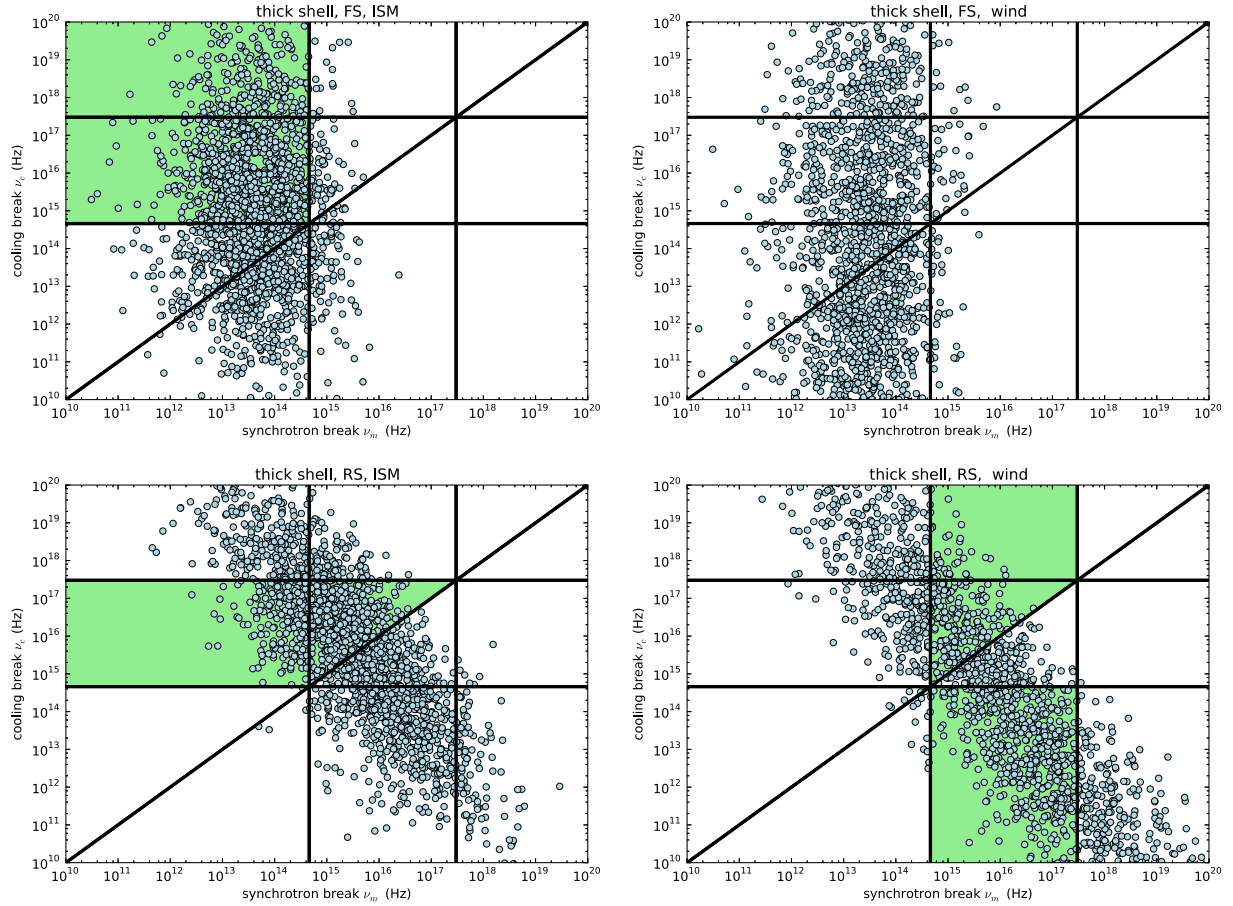 thick shell, FS, ISM
10^20
10^19
10^18
10^17
10^16
10^15
10^14
10^13
10^12
10^11
10^10
cooling break ν_c (Hz)
10^10 10^11 10^12 10^13 10^14 10^15 10^16 10^17 10^18 10^19 10^20
synchrotron break ν_m (Hz)
thick shell, FS, wind
10^20
10^19
10^18
10^17
10^16
10^15
10^14
10^13
10^12
10^11
10^10
cooling break ν_c (Hz)
10^10 10^11 10^12 10^13 10^14 10^15 10^16 10^17 10^18 10^19 10^20
synchrotron break ν_m (Hz)
thick shell, RS, ISM
10^20
10^19
10^18
10^17
10^16
10^15
10^14
10^13
10^12
10^11
10^10
cooling break ν_c (Hz)
10^10 10^11 10^12 10^13 10^14 10^15 10^16 10^17 10^18 10^19 10^20
synchrotron break ν_m (Hz)
thick shell, RS, wind
10^20
10^19
10^18
10^17
10^16
10^15
10^14
10^13
10^12
10^11
10^10
cooling break ν_c (Hz)
10^10 10^11 10^12 10^13 10^14 10^15 10^16 10^17 10^18 10^19 10^20
synchrotron break ν_m (Hz)